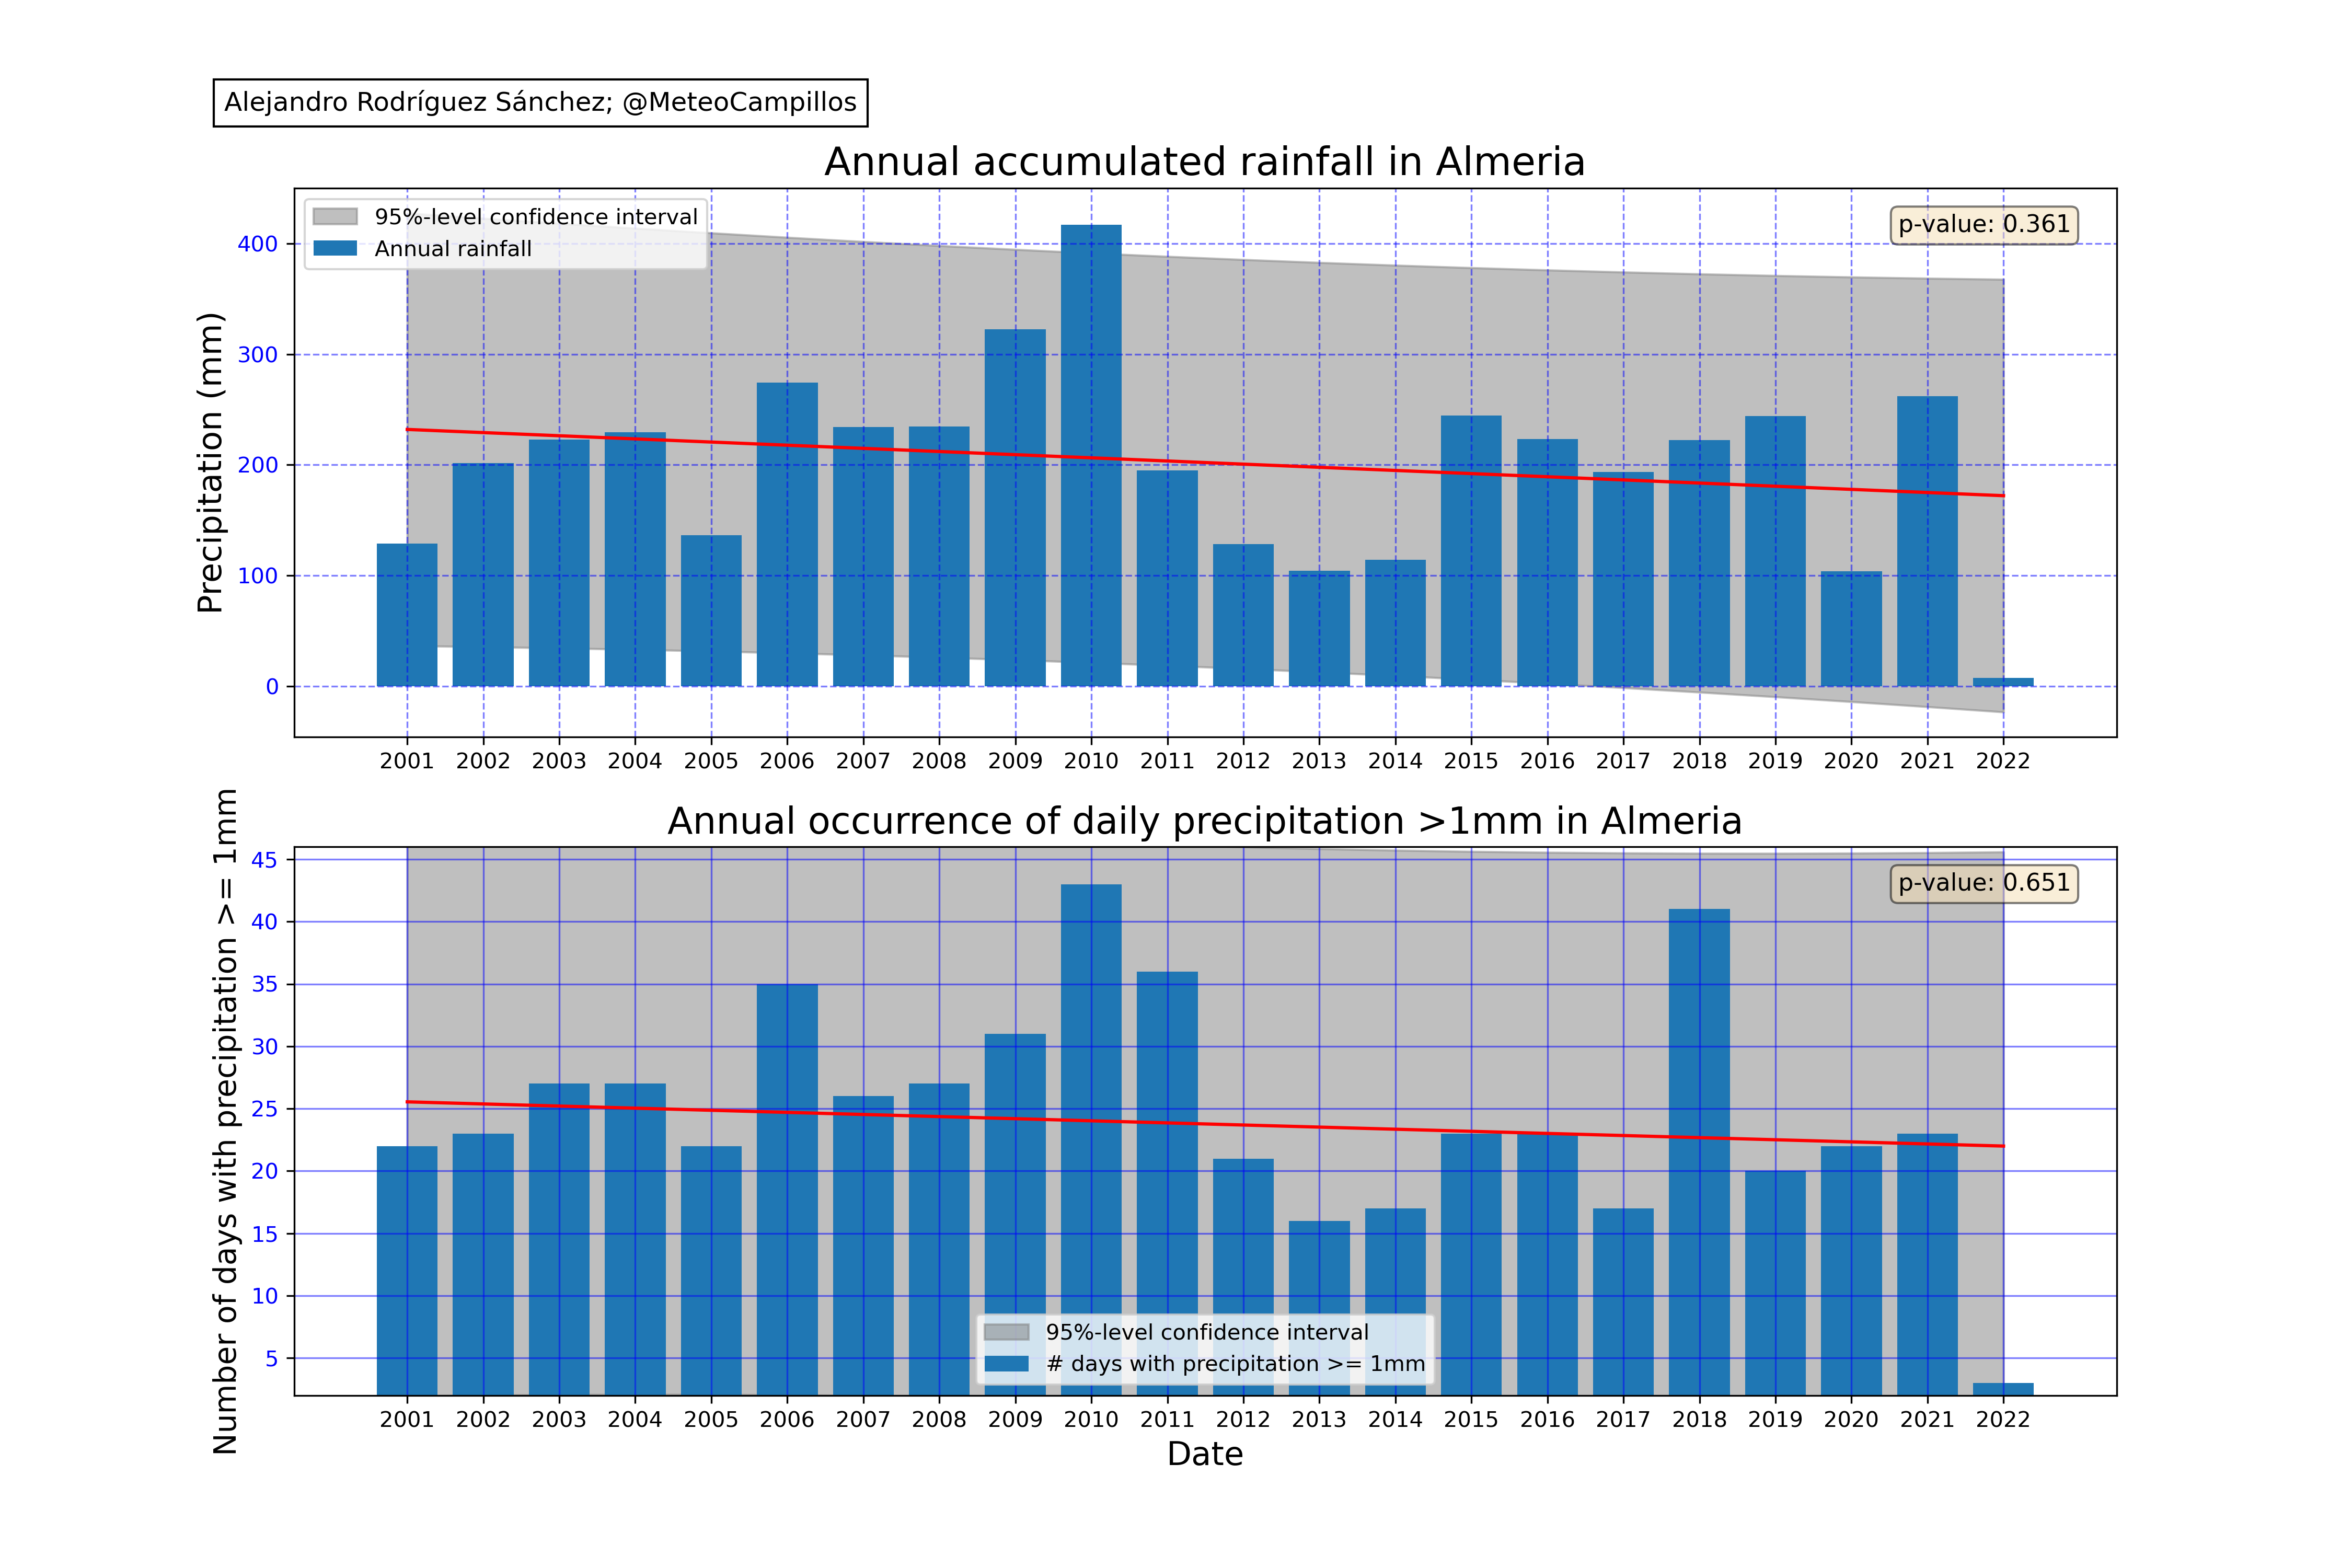 Alejandro Rodríguez Sánchez; @MeteoCampillos
Annual accumulated rainfall in Almeria
95%-level confidence interval
Annual rainfall
p-value: 0.361
Precipitation (mm)
400
300
200
100
0
2001 2002 2003 2004 2005 2006 2007 2008 2009 2010 2011 2012 2013 2014 2015 2016 2017 2018 2019 2020 2021 2022
Annual occurrence of daily precipitation >1mm in Almeria
p-value: 0.651
Number of days with precipitation >= 1mm
45
40
35
30
25
20
15
10
5
95%-level confidence interval
# days with precipitation >= 1mm
2001 2002 2003 2004 2005 2006 2007 2008 2009 2010 2011 2012 2013 2014 2015 2016 2017 2018 2019 2020 2021 2022
Date